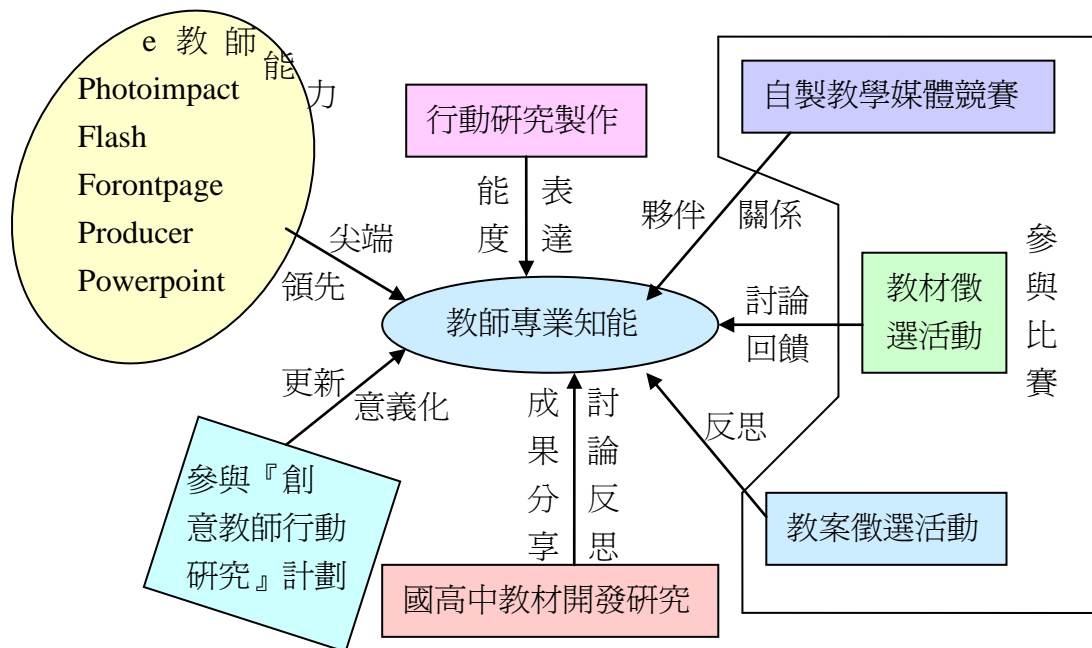 e 教師能力
Photoimpact
Flash
Forontpage
Producer
Powerpoint
行動研究製作
自製教學媒體競賽
能度
表達
夥伴 關係
尖端
領先
教師專業知能
討論
回饋
教材徵
選活動
參與比賽
更新
意義化
成果分享
討論反思
反思
參與『創
意教師行動
研究』計劃
國高中教材開發研究
教案徵選活動